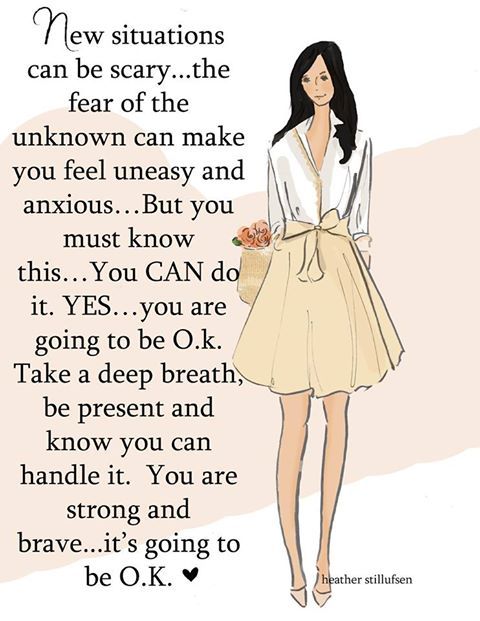 New situations
can be scary...the
fear of the
unknown can make
you feel uneasy and
anxious...But you
must know
this...You CAN do
it. YES...you are
going to be O.k.
Take a deep breath,
be present and
know you can
handle it.  You are
strong and
brave...it's going to
be O.K. ♥
heather stillufsen